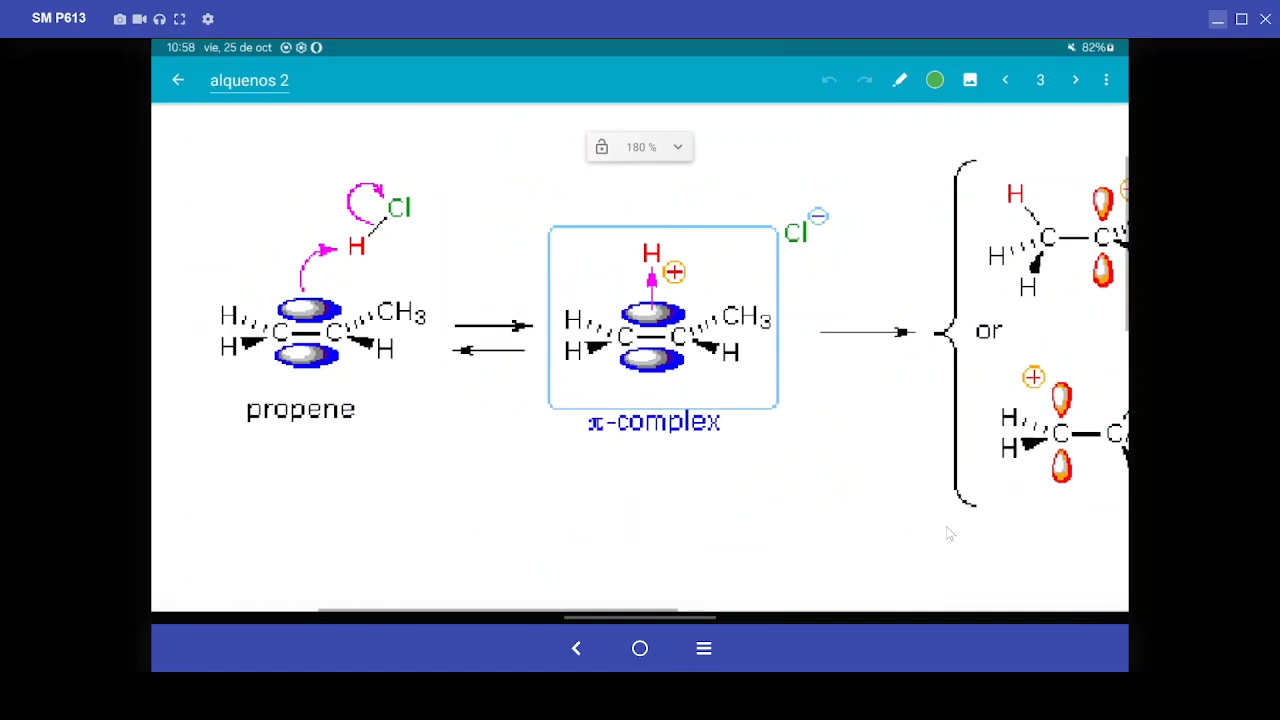 SM P613
10:58 vie, 25 de oct
82%
alquenos 2
3
180 %
Cl
H
H
C
C
CH3
H
H
propene
H
⊕
H
C
C
CH3
H
H
π-complex
Cl ⊖
H
H
C
C
H
or
⊕
H
C
C
H